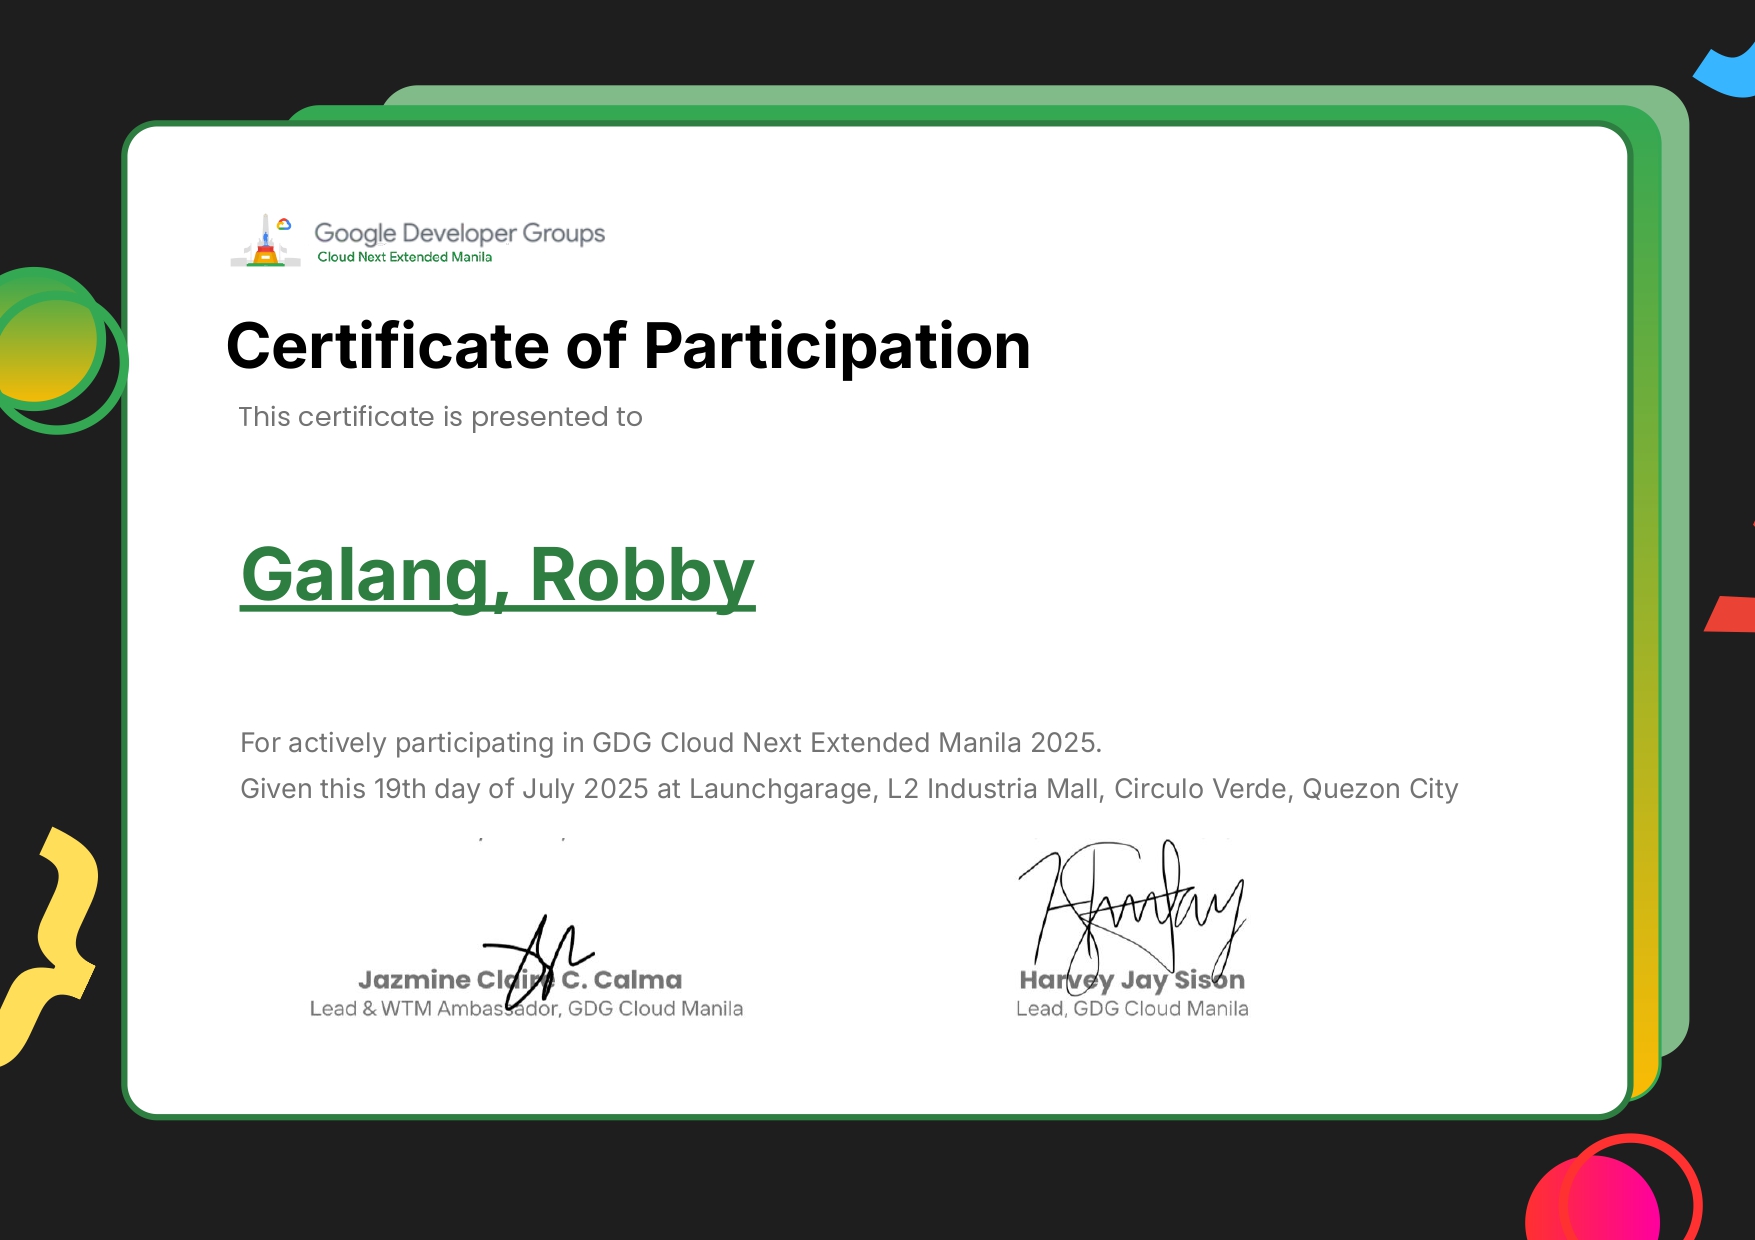 Google Developer Groups
Cloud Next Extended Manila
Certificate of Participation
This certificate is presented to
Galang, Robby
For actively participating in GDG Cloud Next Extended Manila 2025.
Given this 19th day of July 2025 at Launchgarage, L2 Industria Mall, Circulo Verde, Quezon City
Jazmine Claire C. Calma
Lead & WTM Ambassador, GDG Cloud Manila
Harvey Jay Sison
Lead, GDG Cloud Manila